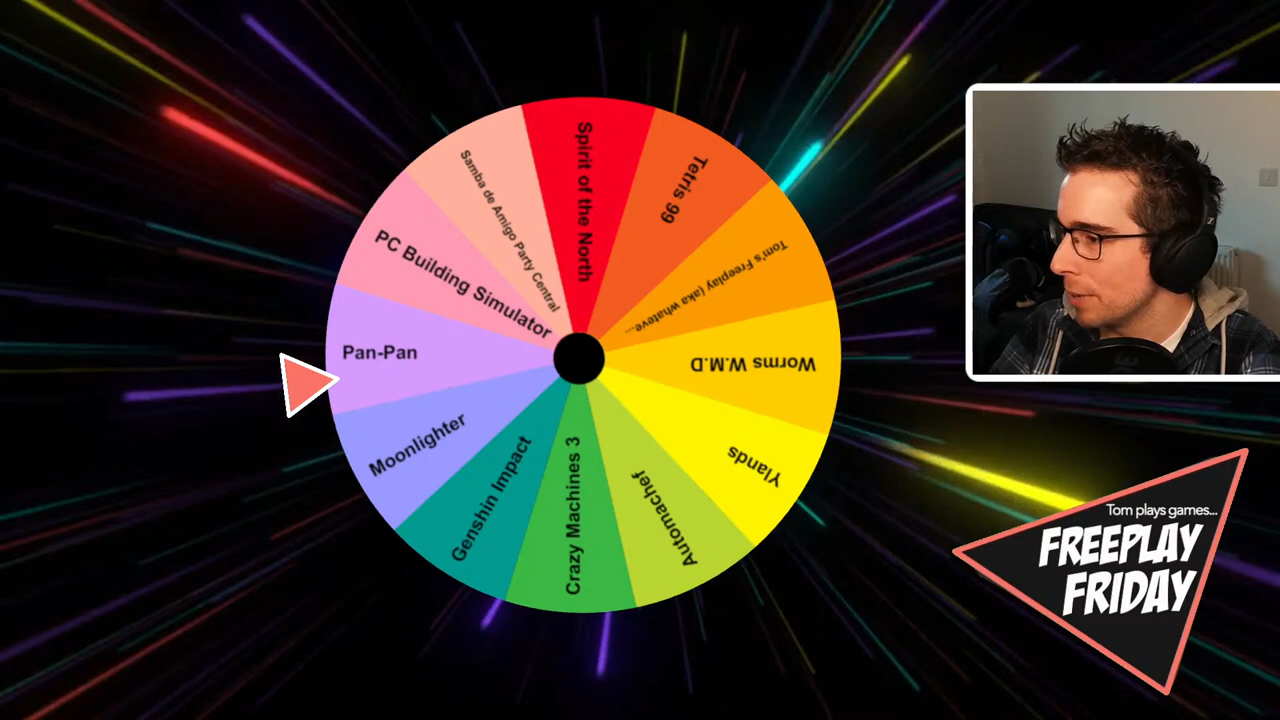 Spirit of the North
Tetris 99
Tom's Freeplay (aka whateve...
Worms W.M.D
Ylands
Automachef
Crazy Machines 3
Genshin Impact
Moonlighter
Pan-Pan
PC Building Simulator
Samba de Amigo Party Central
Tom plays games...
FREEPLAY
FRIDAY